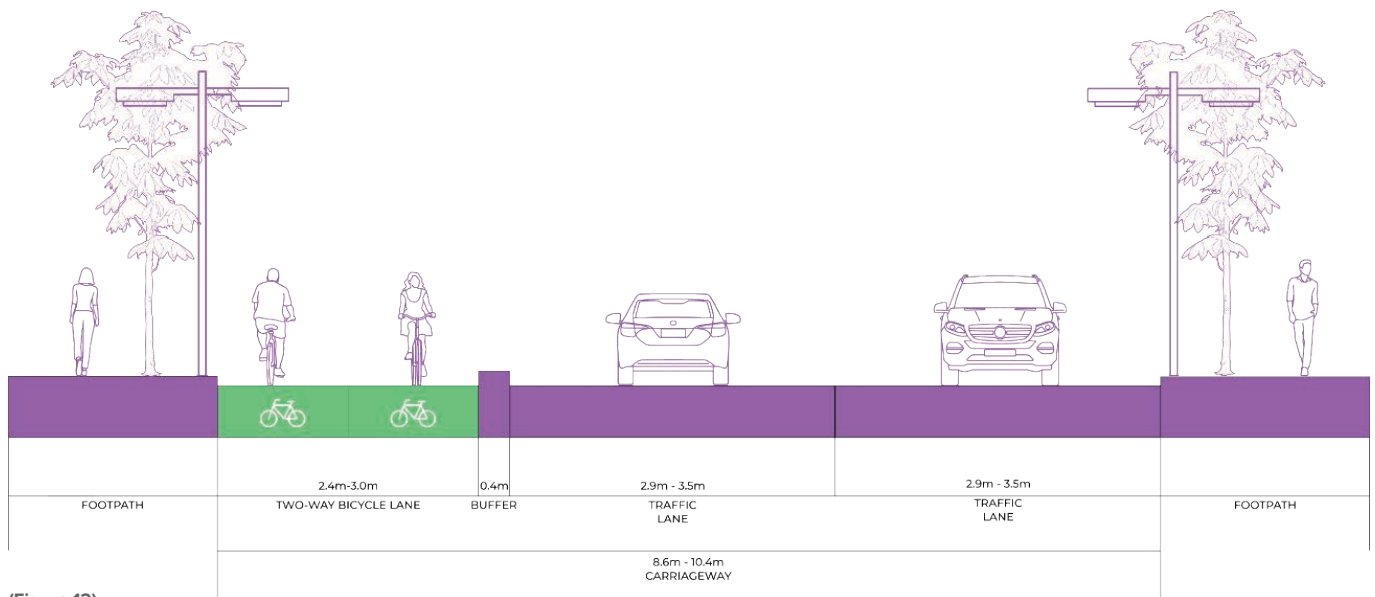 2.4m-3.0m
0.4m
2.9m - 3.5m
2.9m - 3.5m
FOOTPATH
TWO-WAY BICYCLE LANE
BUFFER
TRAFFIC
LANE
TRAFFIC
LANE
FOOTPATH
8.6m - 10.4m
CARRIAGEWAY